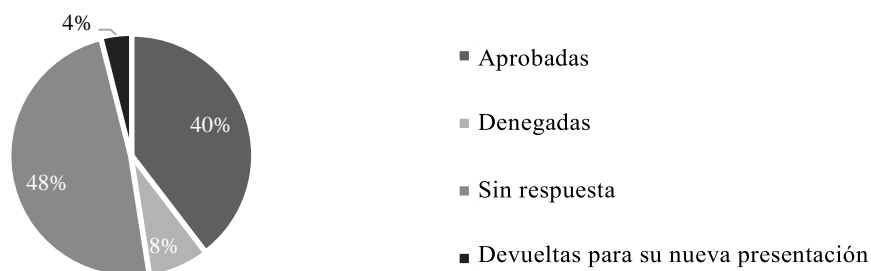 4%
40%
48%
8%
Aprobadas
Denegadas
Sin respuesta
Devueltas para su nueva presentación